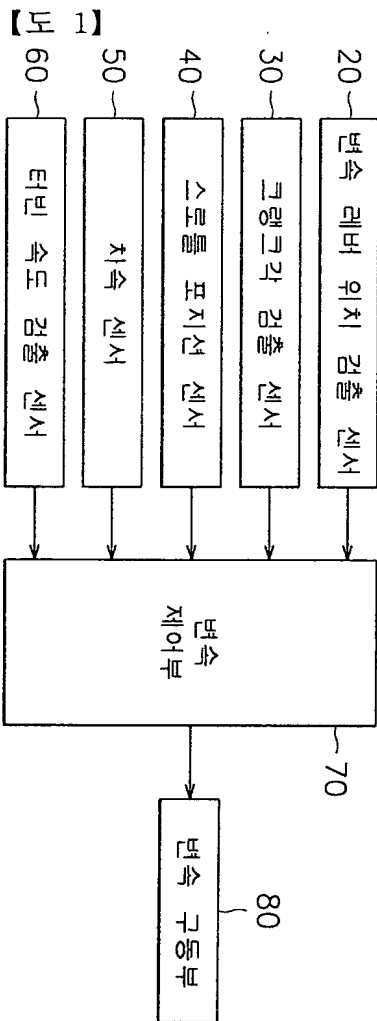 【도 1】
20
변속 레버 위치 검출 센서
30
크랭크각 검출 센서
40
스로틀 포지션 센서
50
차속 센서
60
터빈 속도 검출 센서
변속
제어부
70
변속 구동부
80